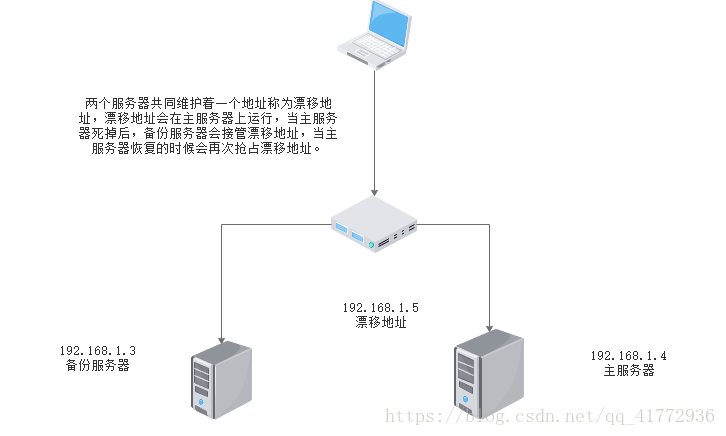 两个服务器共同维护着一个地址称为漂移地
址，漂移地址会在主服务器上运行，当主服务
器死掉后，备份服务器会接管漂移地址，当主
服务器恢复的时候会再次抢占漂移地址。
192.168.1.5
漂移地址
192.168.1.3
备份服务器
192.168.1.4
主服务器
https://blog.csdn.net/qq_41772936